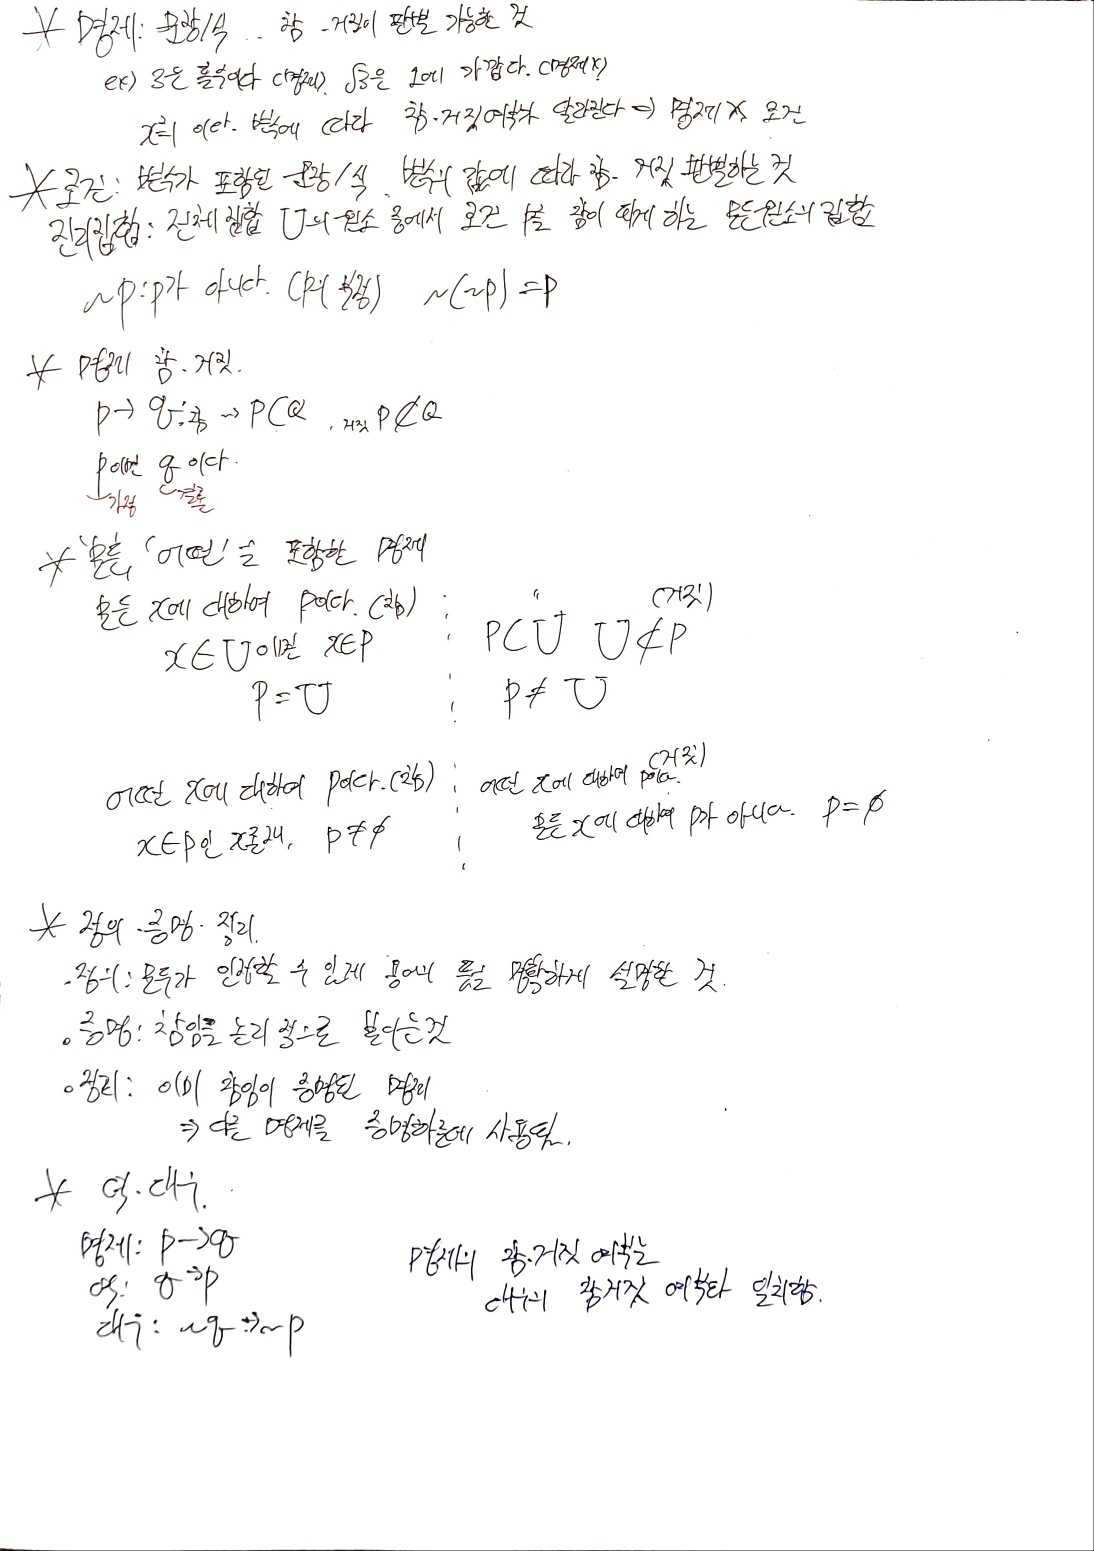 * 명제: 문장/식 .. 참·거짓이 판별 가능한 것
ex) 3은 홀수이다 (명제). √3은 1에 가깝다. (명제x)
x=1 이다. 변수에 따라 참·거짓여부가 달라진다 → 명제 x, 조건
* 조건: 변수가 포함된 문장/식. 변수의 값에 따라 참·거짓 판별하는 것
진리집합: 전체집합 U의 원소 중에서 조건 p를 참이 되게 하는 모든 원소의 집합
~p: p가 아니다. (p의 부정) ~(~p) = p
* 명제 참·거짓.
p → q:참 → P⊂Q , 거짓 P⊄Q
p이면 q이다.
가정 결론
* '모든', '어떤'을 포함한 명제
모든 x에 대하여 p이다. (참) " (거짓)
x∈U이면 x∈P P⊂U U⊄P
P=U P≠U
어떤 x에 대하여 p이다. (참) 어떤 x에 대하여 p이다. (거짓)
x∈P인 x존재, P≠∅ 모든 x에 대하여 p가 아니다. P=∅
* 정의·증명·정리.
·정의: 모두가 인정할 수 있게 용어의 뜻을 명확하게 설명한 것.
∘증명: 참임을 논리적으로 보이는것
∘정리: 이미 참임이 증명된 명제
⇒ 다른 명제를 증명하는데 사용됨.
* 역·대우.
명제: p→q
역: q→p 명제의 참·거짓 여부는
대우: ~q→~p 대우의 참거짓 여부와 일치함.